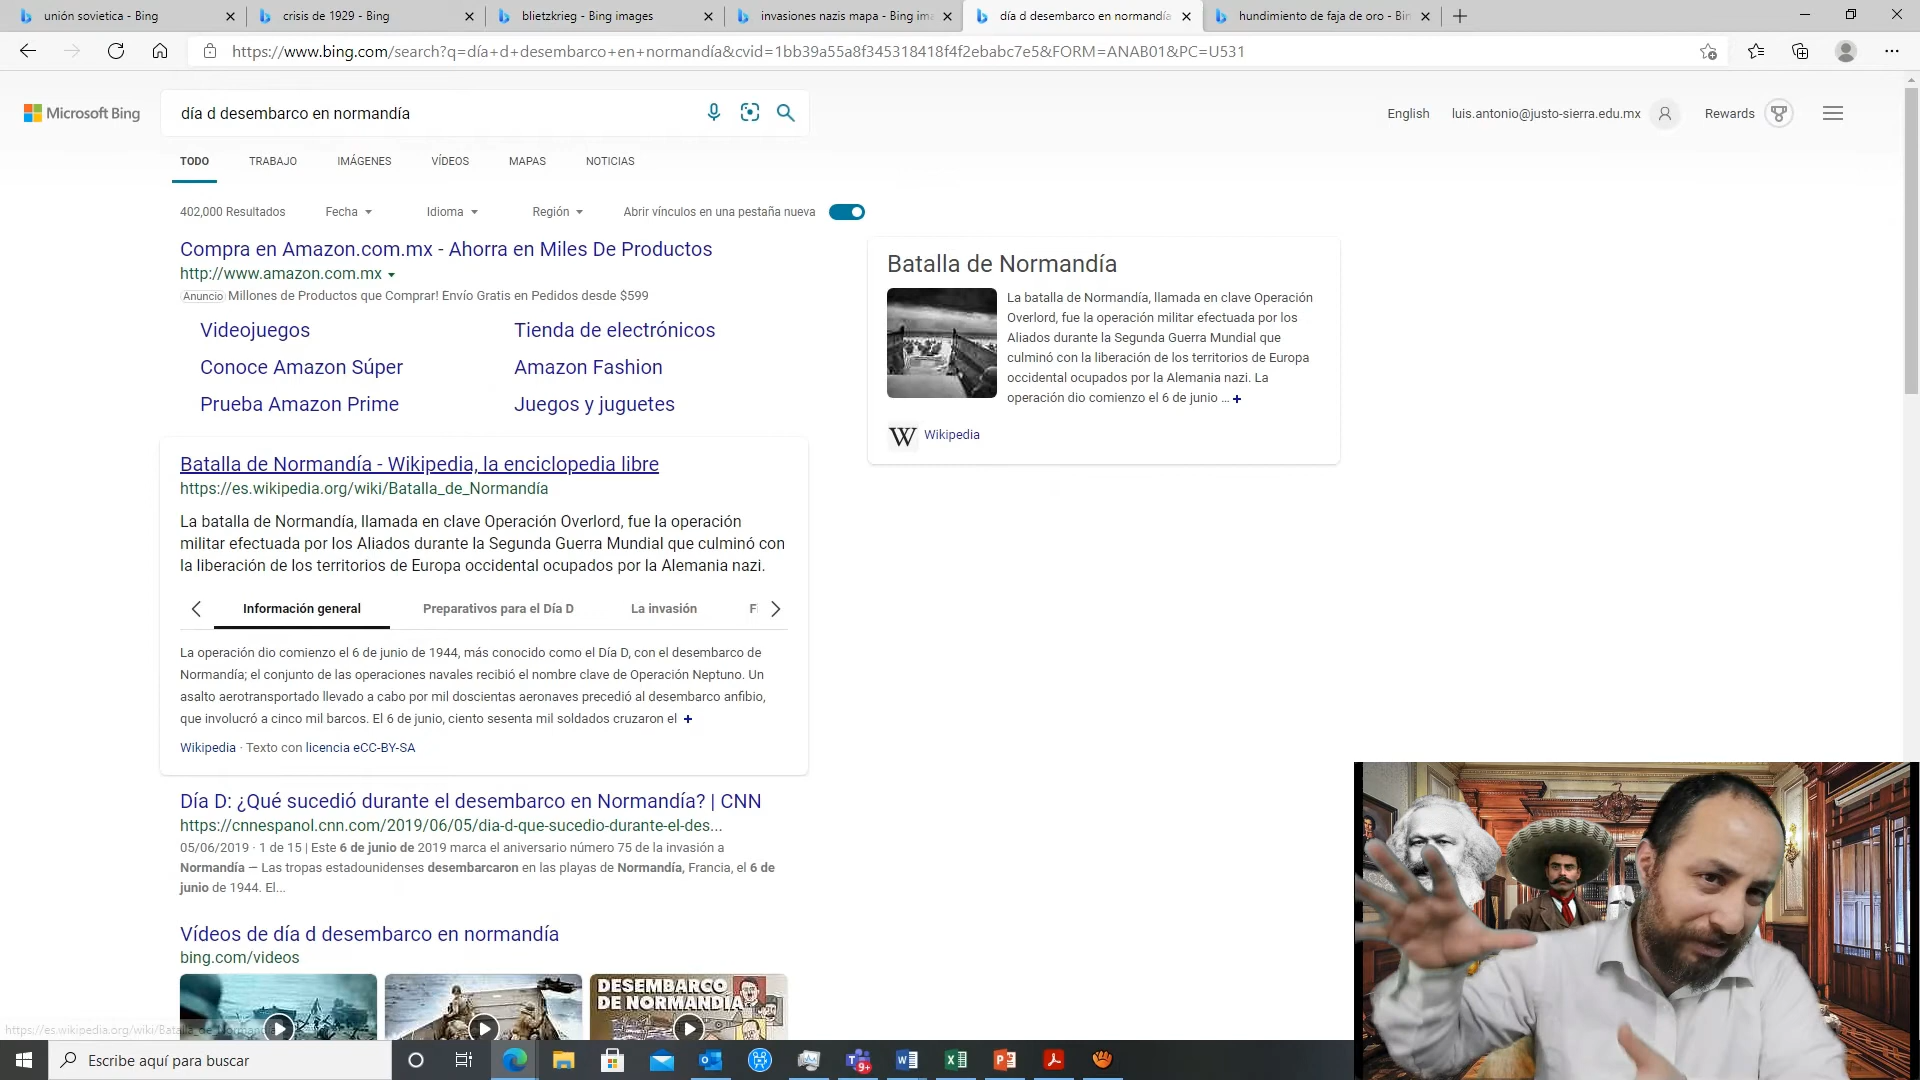 unión sovietica - Bing
crisis de 1929 - Bing
blietzkrieg - Bing images
invasiones nazis mapa - Bing im
día d desembarco en normandía
hundimiento de faja de oro - Bin
https://www.bing.com/search?q=día+d+desembarco+en+normandía&cvid=1bb39a55a8f345318418f4f2ebabc7e5&FORM=ANAB01&PC=U531
Microsoft Bing
día d desembarco en normandía
English
luis.antonio@justo-sierra.edu.mx
Rewards
TODO
TRABAJO
IMÁGENES
VÍDEOS
MAPAS
NOTICIAS
402,000 Resultados
Fecha
Idioma
Región
Abrir vínculos en una pestaña nueva
Compra en Amazon.com.mx - Ahorra en Miles De Productos
http://www.amazon.com.mx
Anuncio Millones de Productos que Comprar! Envío Gratis en Pedidos desde $599
Videojuegos
Tienda de electrónicos
Conoce Amazon Súper
Amazon Fashion
Prueba Amazon Prime
Juegos y juguetes
Batalla de Normandía - Wikipedia, la enciclopedia libre
https://es.wikipedia.org/wiki/Batalla_de_Normandía
La batalla de Normandía, llamada en clave Operación Overlord, fue la operación
militar efectuada por los Aliados durante la Segunda Guerra Mundial que culminó con
la liberación de los territorios de Europa occidental ocupados por la Alemania nazi.
Información general
Preparativos para el Día D
La invasión
La operación dio comienzo el 6 de junio de 1944, más conocido como el Día D, con el desembarco de
Normandía; el conjunto de las operaciones navales recibió el nombre clave de Operación Neptuno. Un
asalto aerotransportado llevado a cabo por mil doscientas aeronaves precedió al desembarco anfibio,
que involucró a cinco mil barcos. El 6 de junio, ciento sesenta mil soldados cruzaron el +
Wikipedia · Texto con licencia eCC-BY-SA
Día D: ¿Qué sucedió durante el desembarco en Normandía? | CNN
https://cnnespanol.cnn.com/2019/06/05/dia-d-que-sucedio-durante-el-des...
05/06/2019 · 1 de 15 | Este 6 de junio de 2019 marca el aniversario número 75 de la invasión a
Normandía — Las tropas estadounidenses desembarcaron en las playas de Normandía, Francia, el 6 de
junio de 1944. El...
Vídeos de día d desembarco en normandía
bing.com/videos
DESEMBARCO
DE NORMANDÍA
Batalla de Normandía
La batalla de Normandía, llamada en clave Operación
Overlord, fue la operación militar efectuada por los
Aliados durante la Segunda Guerra Mundial que
culminó con la liberación de los territorios de Europa
occidental ocupados por la Alemania nazi. La
operación dio comienzo el 6 de junio ... +
W Wikipedia
Escribe aquí para buscar
9+